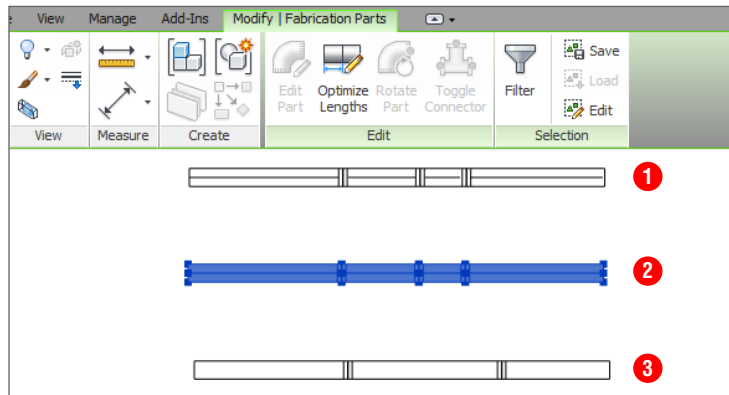 View Manage Add-Ins Modify | Fabrication Parts
Save
Load
Edit
Edit Part
Optimize Lengths
Rotate Part
Toggle Connector
Filter
View Measure Create Edit Selection
1
2
3